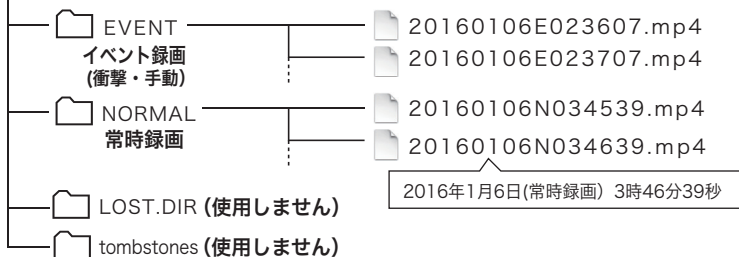 EVENT
イベント録画
(衝撃・手動)
20160106E023607.mp4
20160106E023707.mp4
NORMAL
常時録画
20160106N034539.mp4
20160106N034639.mp4
2016年1月6日(常時録画) 3時46分39秒
LOST.DIR (使用しません)
tombstones (使用しません)